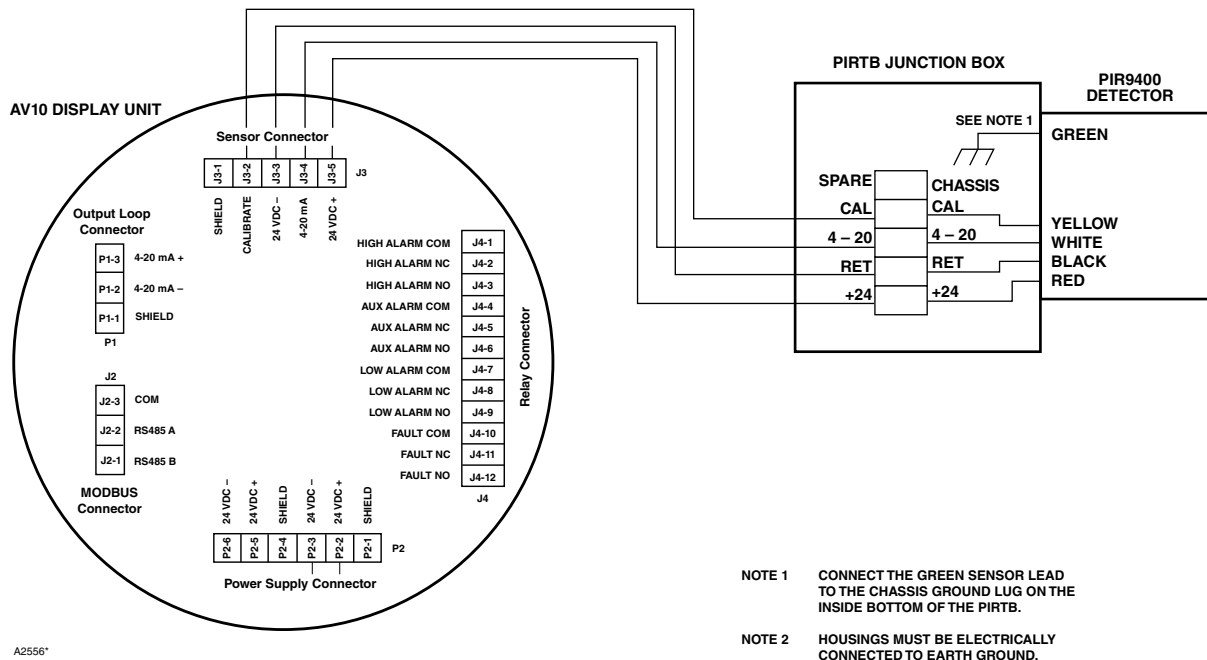 AV10 DISPLAY UNIT
Sensor Connector
J3-1
J3-2
J3-3
J3-4
J3-5
J3
SHIELD
CALIBRATE
24 VDC –
4-20 mA
24 VDC +
Output Loop
Connector
P1-3 4-20 mA +
P1-2 4-20 mA –
P1-1 SHIELD
P1
J2
J2-3 COM
J2-2 RS485 A
J2-1 RS485 B
MODBUS
Connector
HIGH ALARM COM J4-1
HIGH ALARM NC J4-2
HIGH ALARM NO J4-3
AUX ALARM COM J4-4
AUX ALARM NC J4-5
AUX ALARM NO J4-6
LOW ALARM COM J4-7
LOW ALARM NC J4-8
LOW ALARM NO J4-9
FAULT COM J4-10
FAULT NC J4-11
FAULT NO J4-12
J4
Relay Connector
24 VDC –
24 VDC +
SHIELD
24 VDC –
24 VDC +
SHIELD
P2-6
P2-5
P2-4
P2-3
P2-2
P2-1
P2
Power Supply Connector
PIRTB JUNCTION BOX
PIR9400
DETECTOR
SEE NOTE 1
GREEN
SPARE CHASSIS
CAL CAL YELLOW
4 – 20 4 – 20 WHITE
RET RET BLACK
+24 +24 RED
NOTE 1 CONNECT THE GREEN SENSOR LEAD
TO THE CHASSIS GROUND LUG ON THE
INSIDE BOTTOM OF THE PIRTB.
NOTE 2 HOUSINGS MUST BE ELECTRICALLY
CONNECTED TO EARTH GROUND.
A2556*